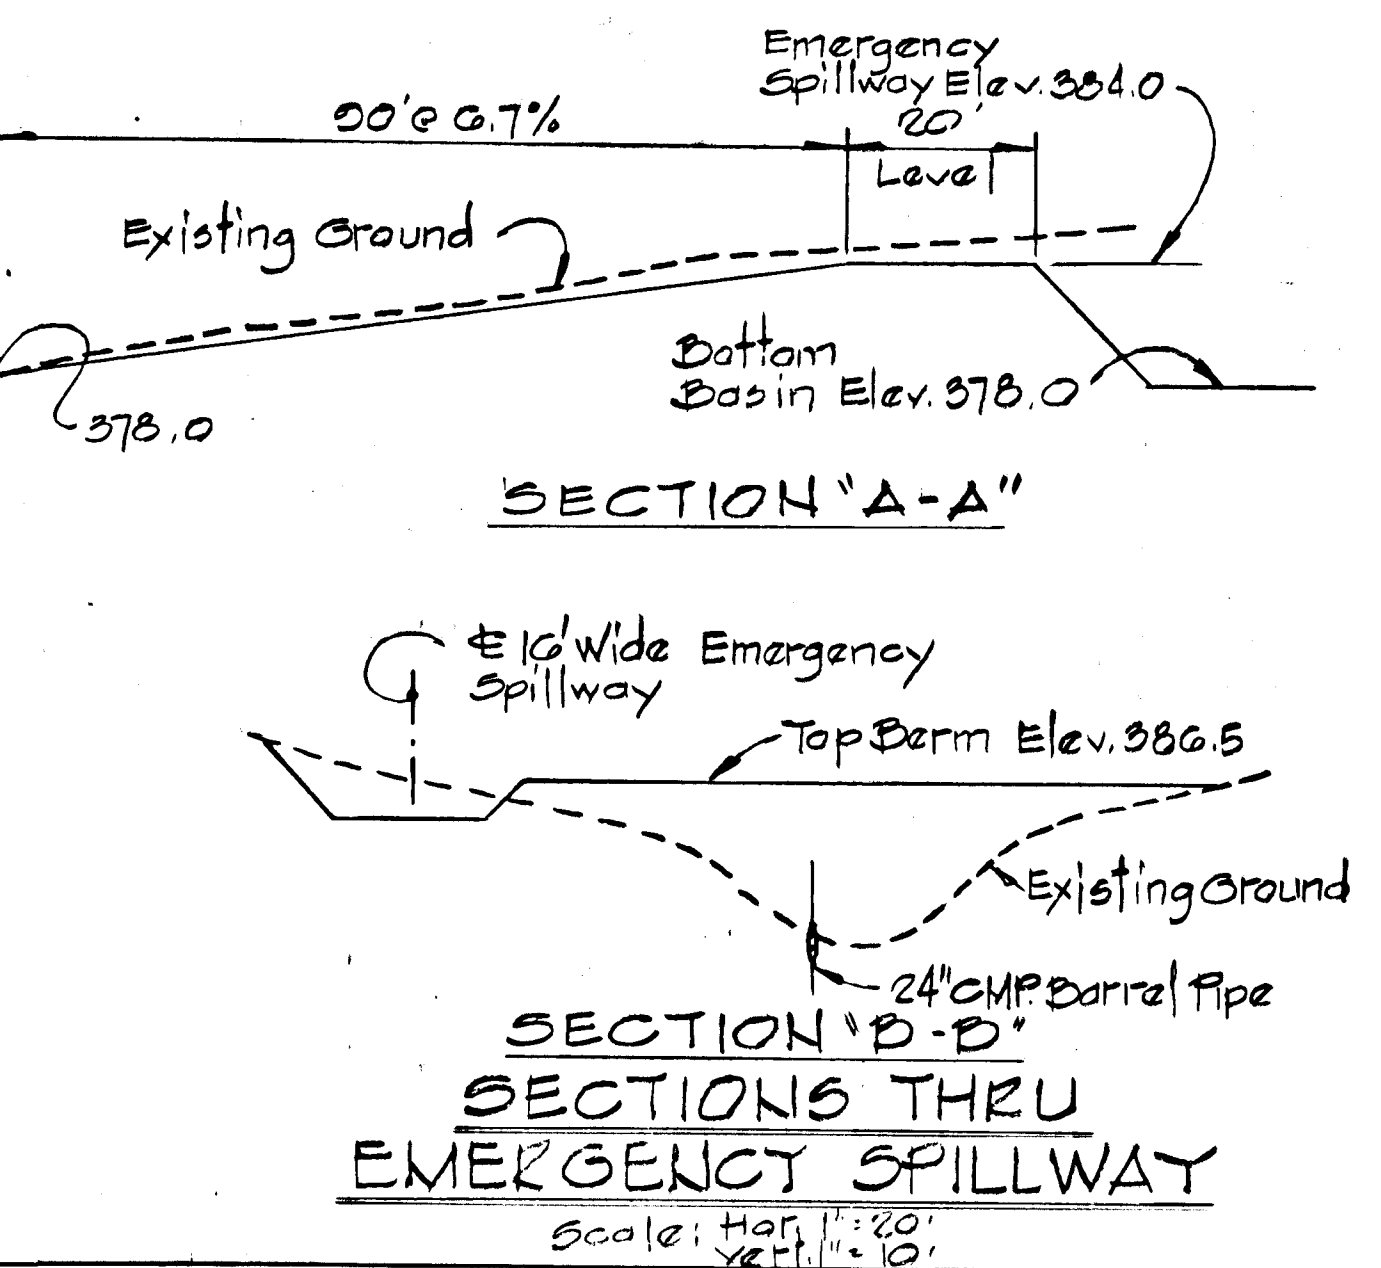 Emergency
Spillway Elev. 384.0
90' @ 6.7%
20'
Level
Existing Ground
Bottom
Basin Elev. 378.0
378.0
SECTION "A-A"
℄ 16' Wide Emergency
Spillway
Top Berm Elev. 386.5
Existing Ground
24" CMP. Barrel Pipe
SECTION "B-B"
SECTIONS THRU
EMERGENCY SPILLWAY
Scale: Hor. 1" = 20'
Vert. 1" = 10'